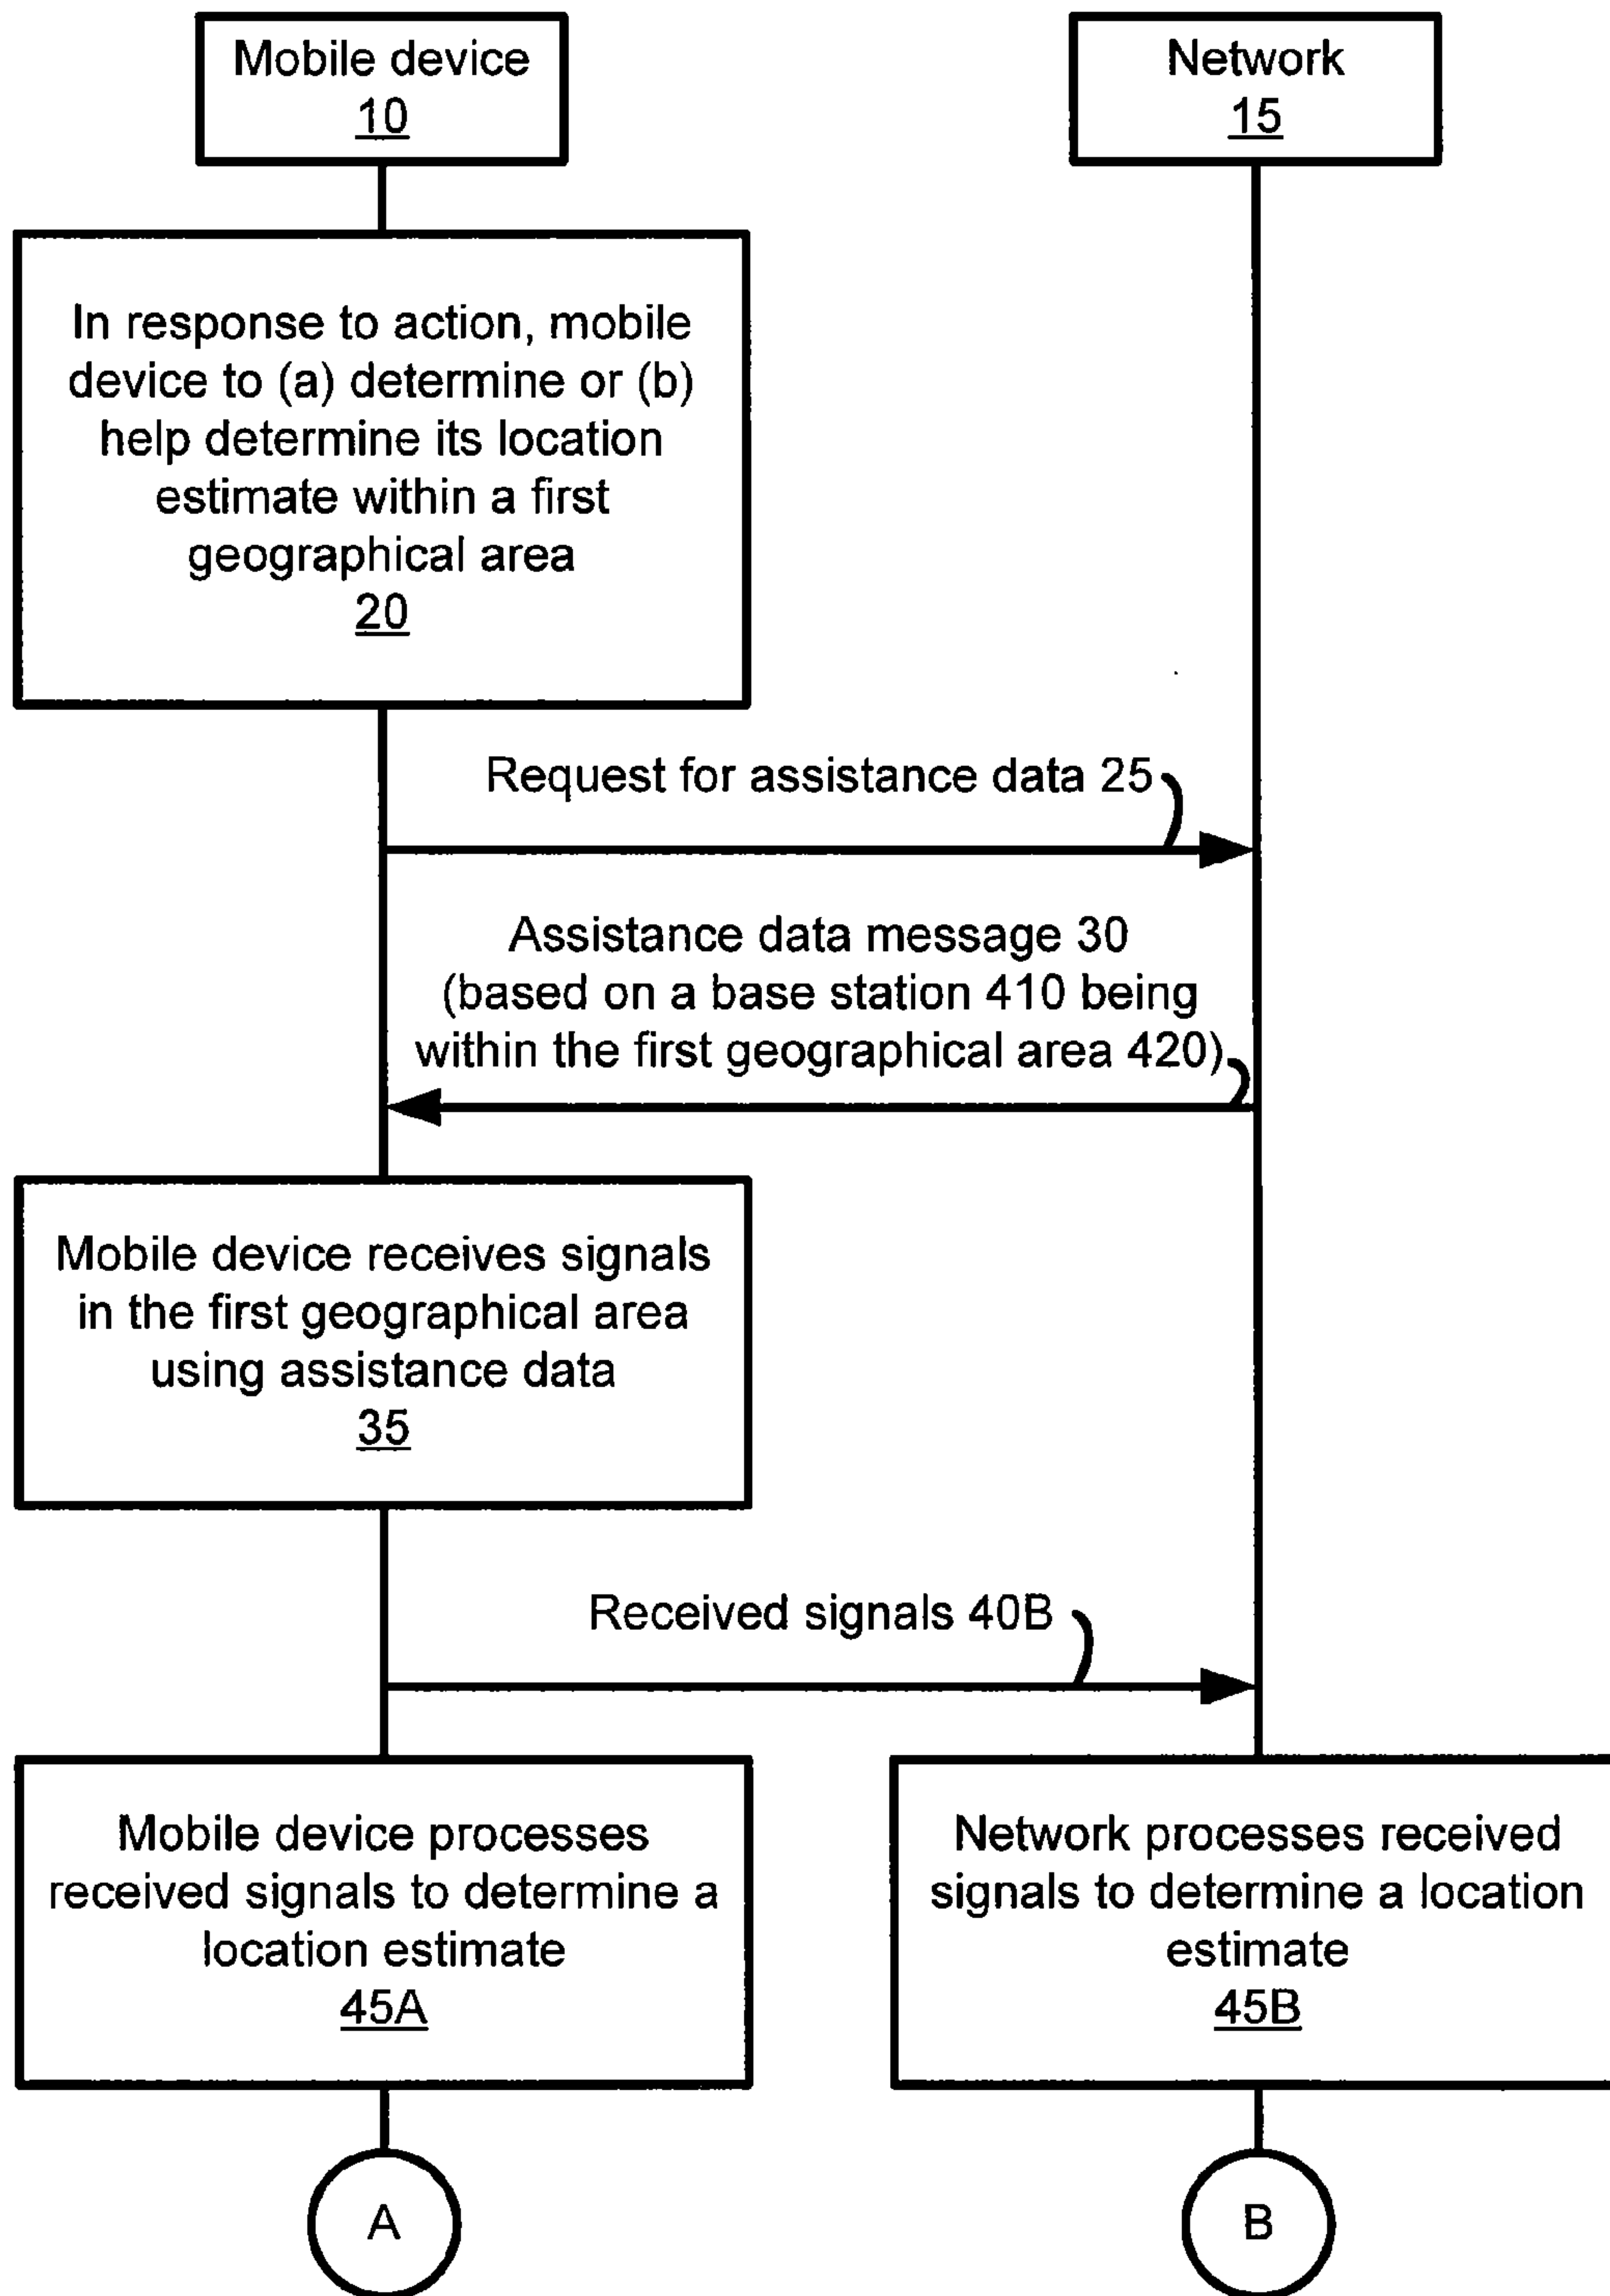 Mobile device
10
Network
15
In response to action, mobile
device to (a) determine or (b)
help determine its location
estimate within a first
geographical area
20
Request for assistance data 25
Assistance data message 30
(based on a base station 410 being
within the first geographical area 420)
Mobile device receives signals
in the first geographical area
using assistance data
35
Received signals 40B
Mobile device processes
received signals to determine a
location estimate
45A
Network processes received
signals to determine a location
estimate
45B
A
B